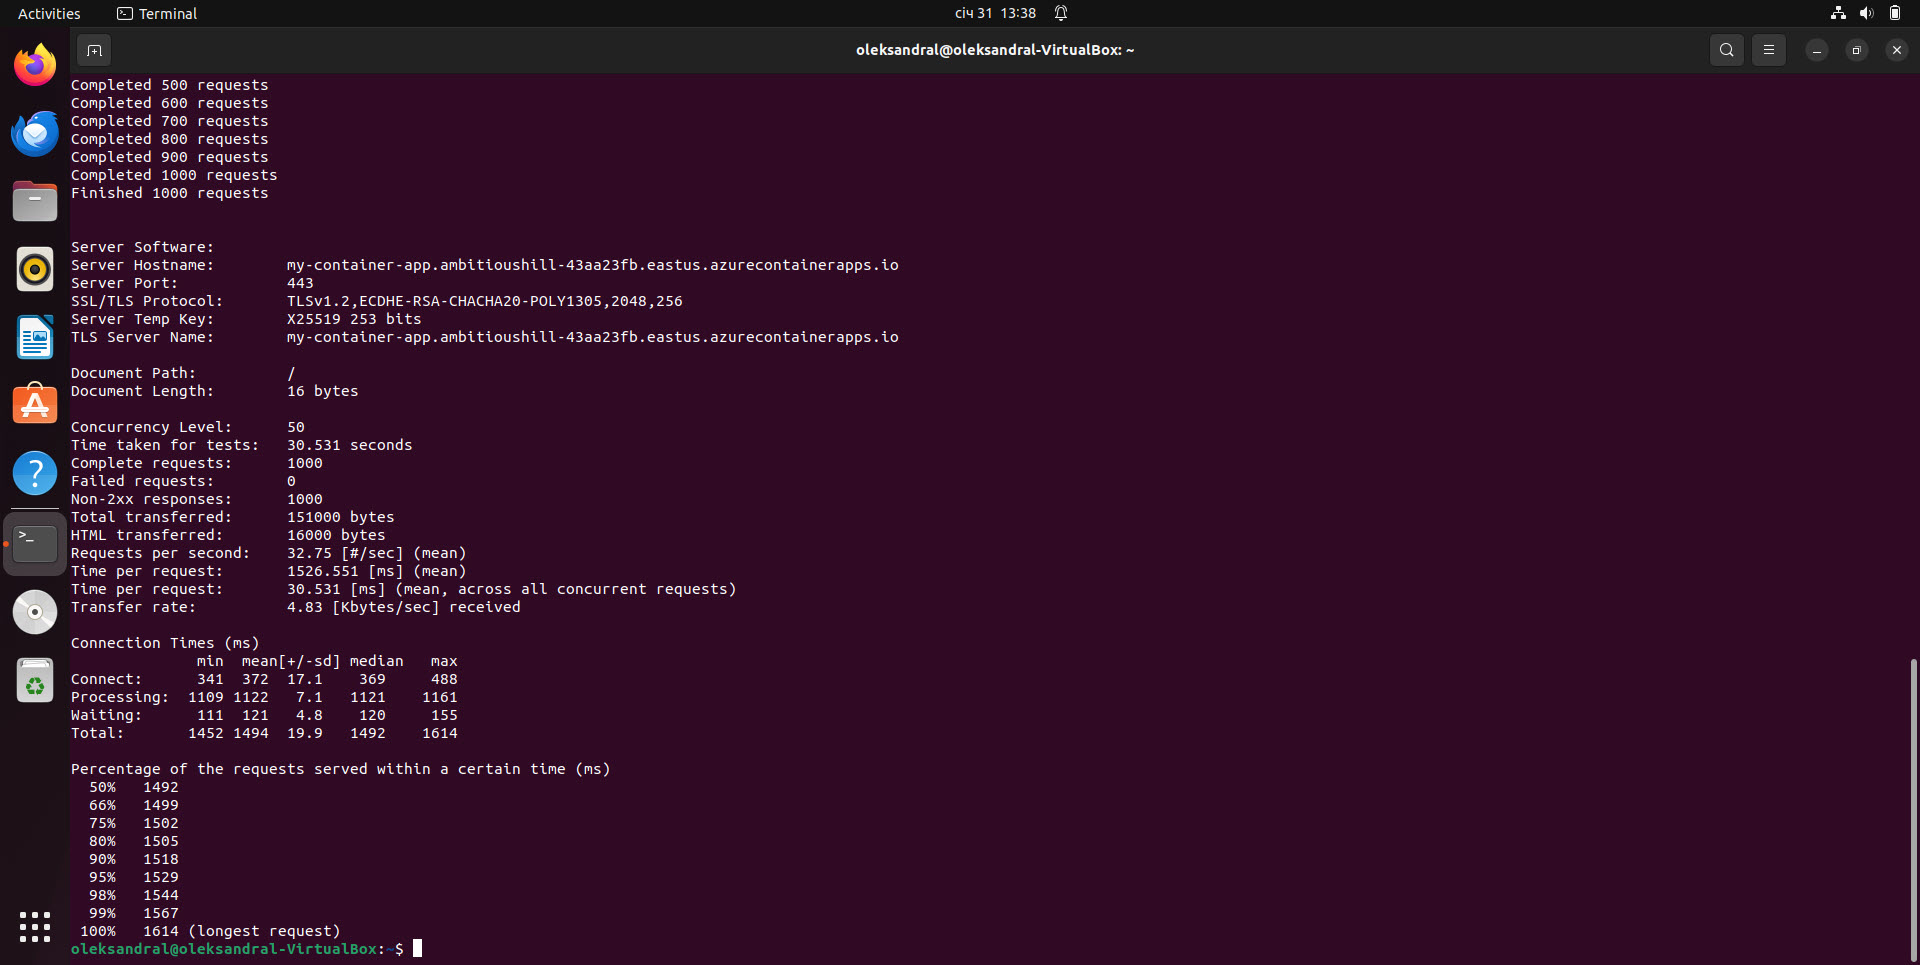 Activities Terminal січ 31 13:38
oleksandral@oleksandral-VirtualBox: ~
Completed 500 requests
Completed 600 requests
Completed 700 requests
Completed 800 requests
Completed 900 requests
Completed 1000 requests
Finished 1000 requests
Server Software:
Server Hostname: my-container-app.ambitioushill-43aa23fb.eastus.azurecontainerapps.io
Server Port: 443
SSL/TLS Protocol: TLSv1.2,ECDHE-RSA-CHACHA20-POLY1305,2048,256
Server Temp Key: X25519 253 bits
TLS Server Name: my-container-app.ambitioushill-43aa23fb.eastus.azurecontainerapps.io
Document Path: /
Document Length: 16 bytes
Concurrency Level: 50
Time taken for tests: 30.531 seconds
Complete requests: 1000
Failed requests: 0
Non-2xx responses: 1000
Total transferred: 151000 bytes
HTML transferred: 16000 bytes
Requests per second: 32.75 [#/sec] (mean)
Time per request: 1526.551 [ms] (mean)
Time per request: 30.531 [ms] (mean, across all concurrent requests)
Transfer rate: 4.83 [Kbytes/sec] received
Connection Times (ms)
min mean[+/-sd] median max
Connect: 341 372 17.1 369 488
Processing: 1109 1122 7.1 1121 1161
Waiting: 111 121 4.8 120 155
Total: 1452 1494 19.9 1492 1614
Percentage of the requests served within a certain time (ms)
50% 1492
66% 1499
75% 1502
80% 1505
90% 1518
95% 1529
98% 1544
99% 1567
100% 1614 (longest request)
oleksandral@oleksandral-VirtualBox:~$